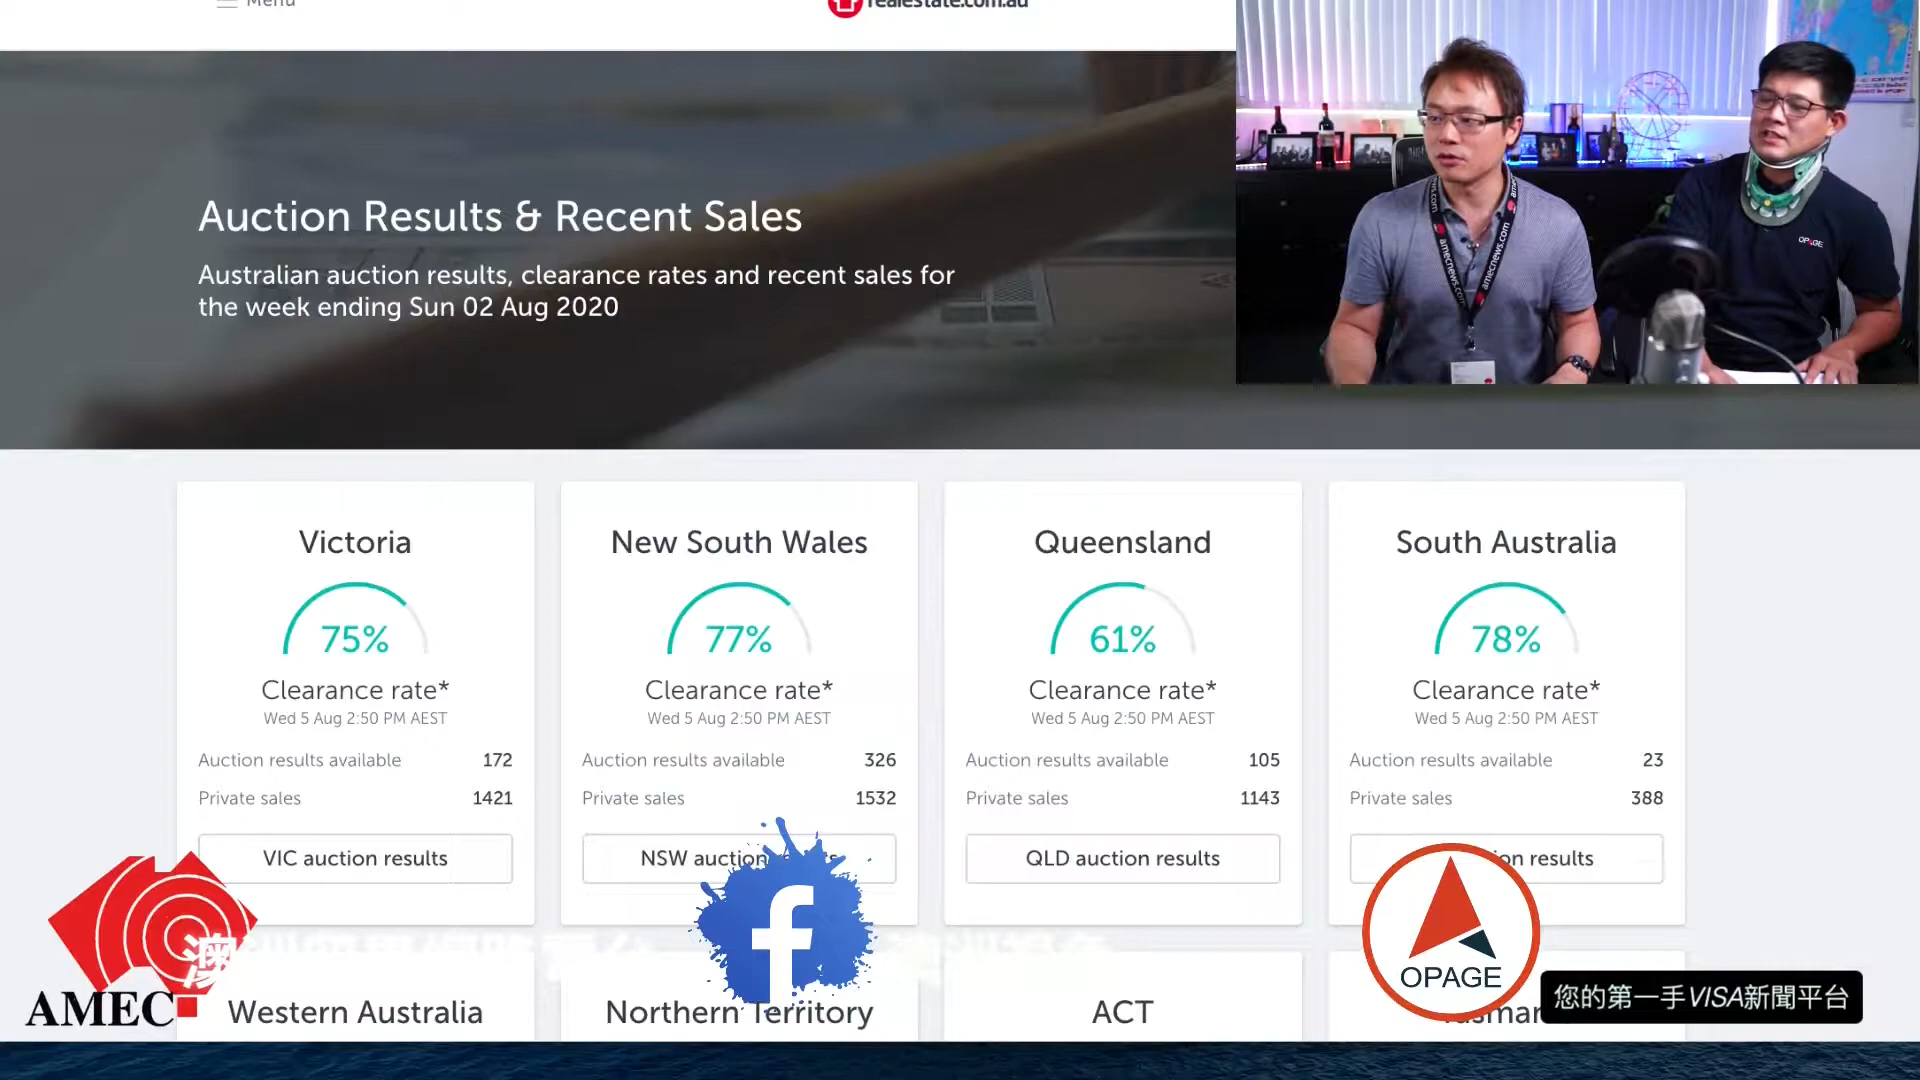 Menu
realestate.com.au
Auction Results & Recent Sales
Australian auction results, clearance rates and recent sales for
the week ending Sun 02 Aug 2020
amecnews.com
amecnews.com
OPAGE
Victoria
75%
Clearance rate*
Wed 5 Aug 2:50 PM AEST
Auction results available 172
Private sales 1421
VIC auction results
New South Wales
77%
Clearance rate*
Wed 5 Aug 2:50 PM AEST
Auction results available 326
Private sales 1532
NSW auction
Queensland
61%
Clearance rate*
Wed 5 Aug 2:50 PM AEST
Auction results available 105
Private sales 1143
QLD auction results
South Australia
78%
Clearance rate*
Wed 5 Aug 2:50 PM AEST
Auction results available 23
Private sales 388
results
澳
AMEC
f
OPAGE
您的第一手VISA新聞平台
Western Australia
Northern Territory
ACT